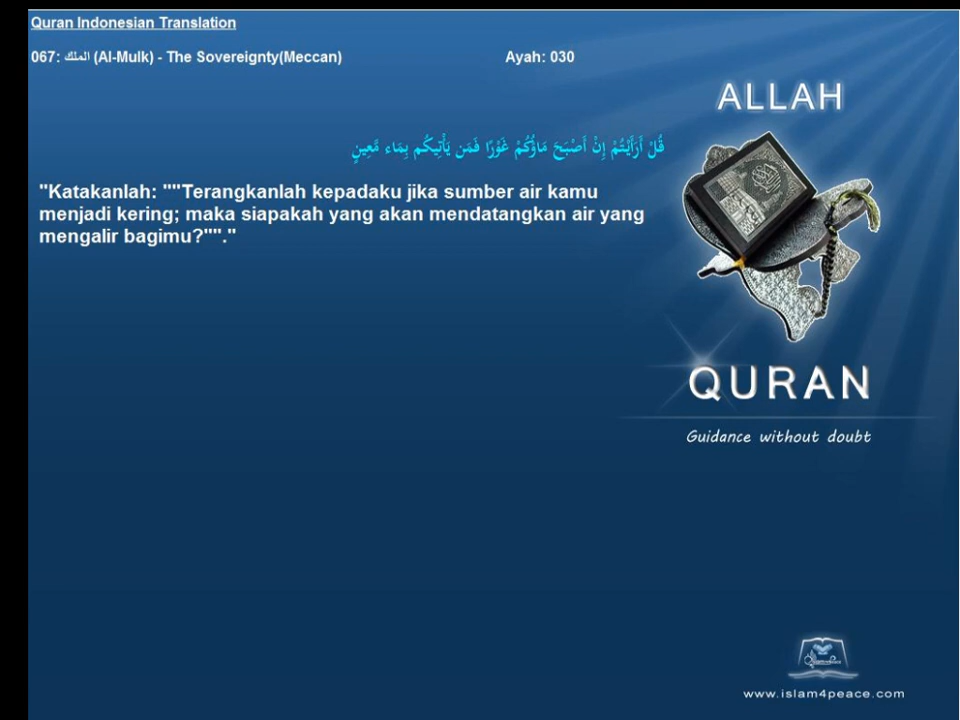 Quran Indonesian Translation
067: الملك (Al-Mulk) - The Sovereignty(Meccan) Ayah: 030
ALLAH
قُلْ أَرَأَيْتُمْ إِنْ أَصْبَحَ مَاؤُكُمْ غَوْرًا فَمَن يَأْتِيكُم بِمَاء مَّعِينٍ
"Katakanlah: ""Terangkanlah kepadaku jika sumber air kamu
menjadi kering; maka siapakah yang akan mendatangkan air yang
mengalir bagimu?""."
QURAN
Guidance without doubt
www.islam4peace.com